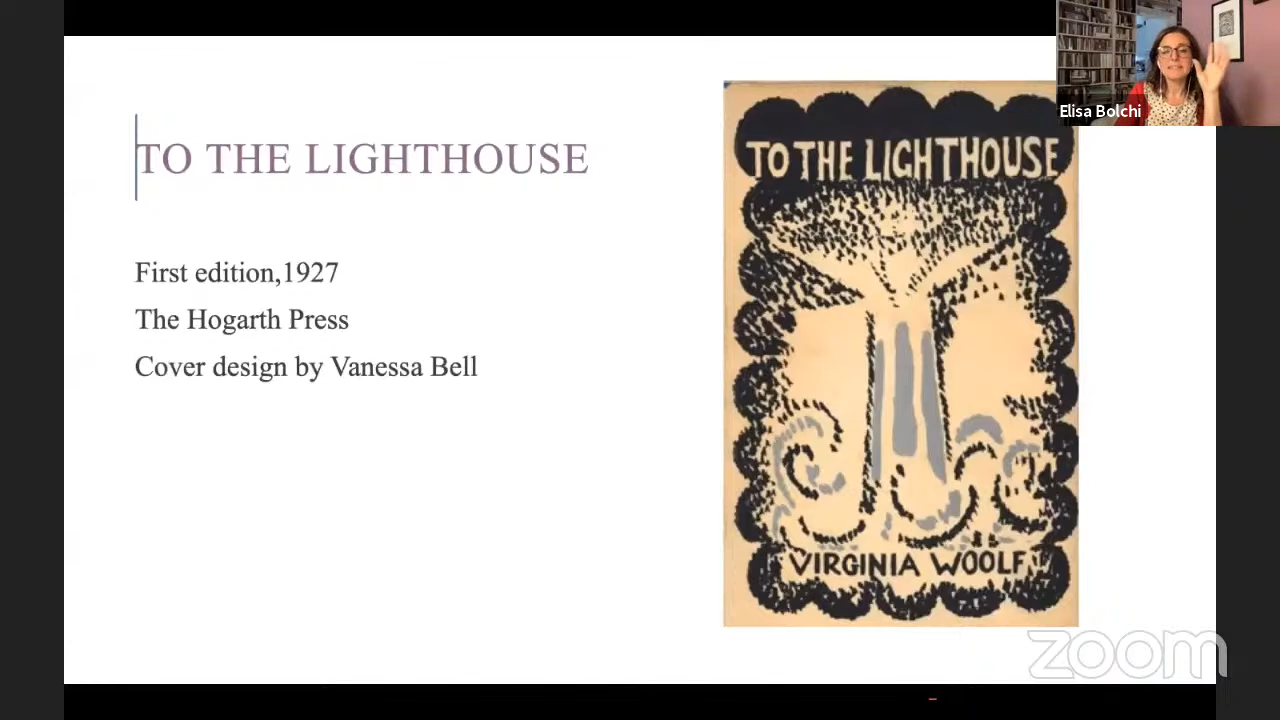 Elisa Bolchi
TO THE LIGHTHOUSE
First edition,1927
The Hogarth Press
Cover design by Vanessa Bell
TO THE LIGHTHOUSE
VIRGINIA WOOLF
zoom